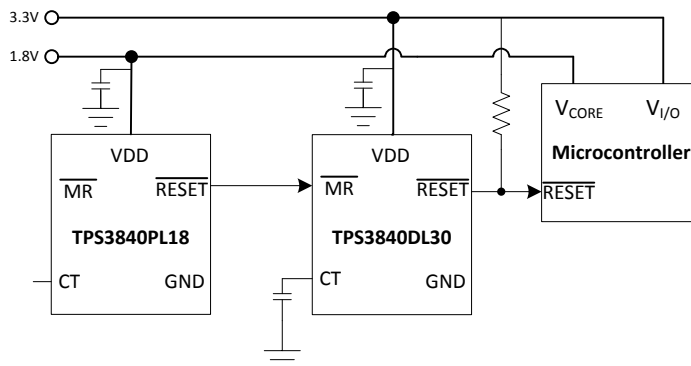 3.3V
1.8V
VDD
MR
RESET
TPS3840PL18
CT
GND
VDD
MR
RESET
TPS3840DL30
CT
GND
VCORE
VI/O
Microcontroller
RESET